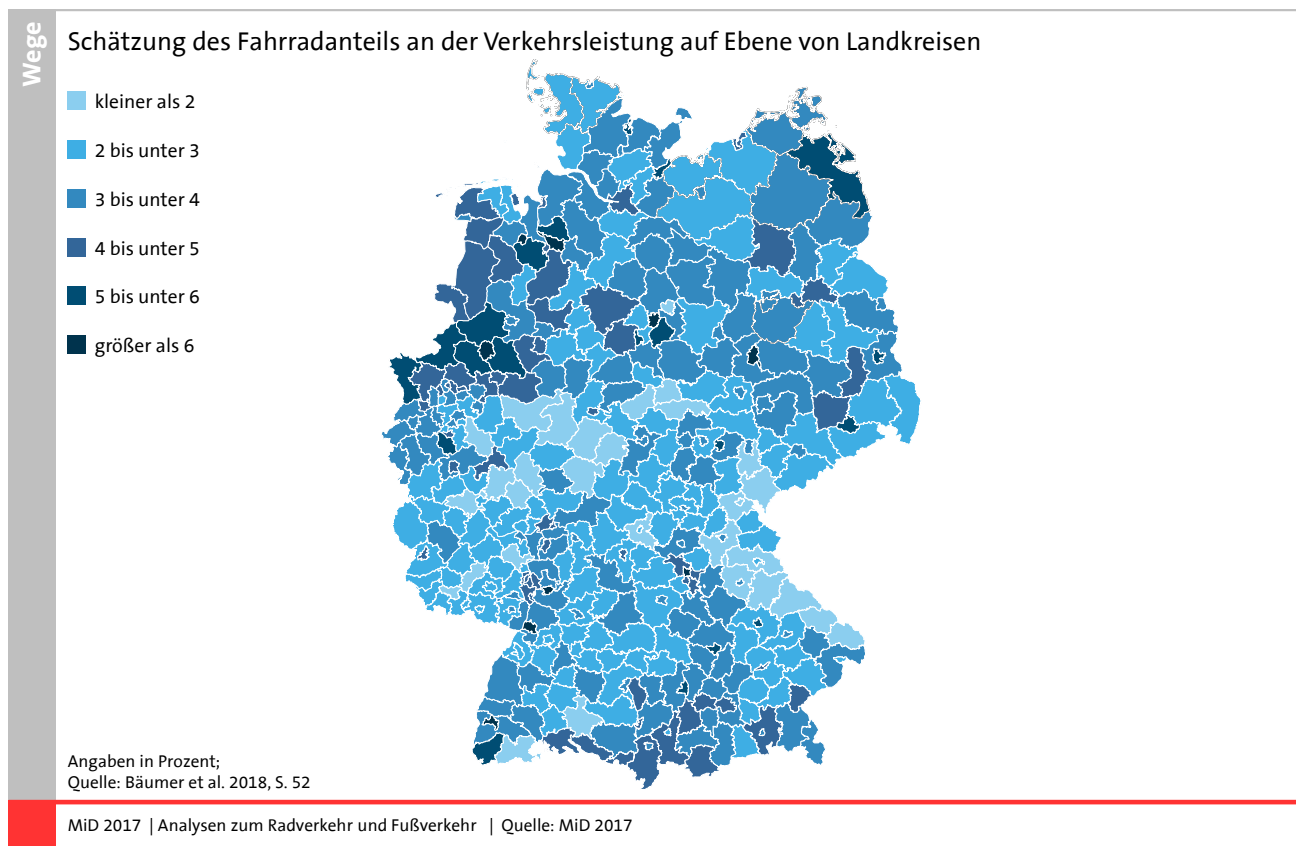 Wege
Schätzung des Fahrradanteils an der Verkehrsleistung auf Ebene von Landkreisen
kleiner als 2
2 bis unter 3
3 bis unter 4
4 bis unter 5
5 bis unter 6
größer als 6
Angaben in Prozent;
Quelle: Bäumer et al. 2018, S. 52
MiD 2017 | Analysen zum Radverkehr und Fußverkehr | Quelle: MiD 2017